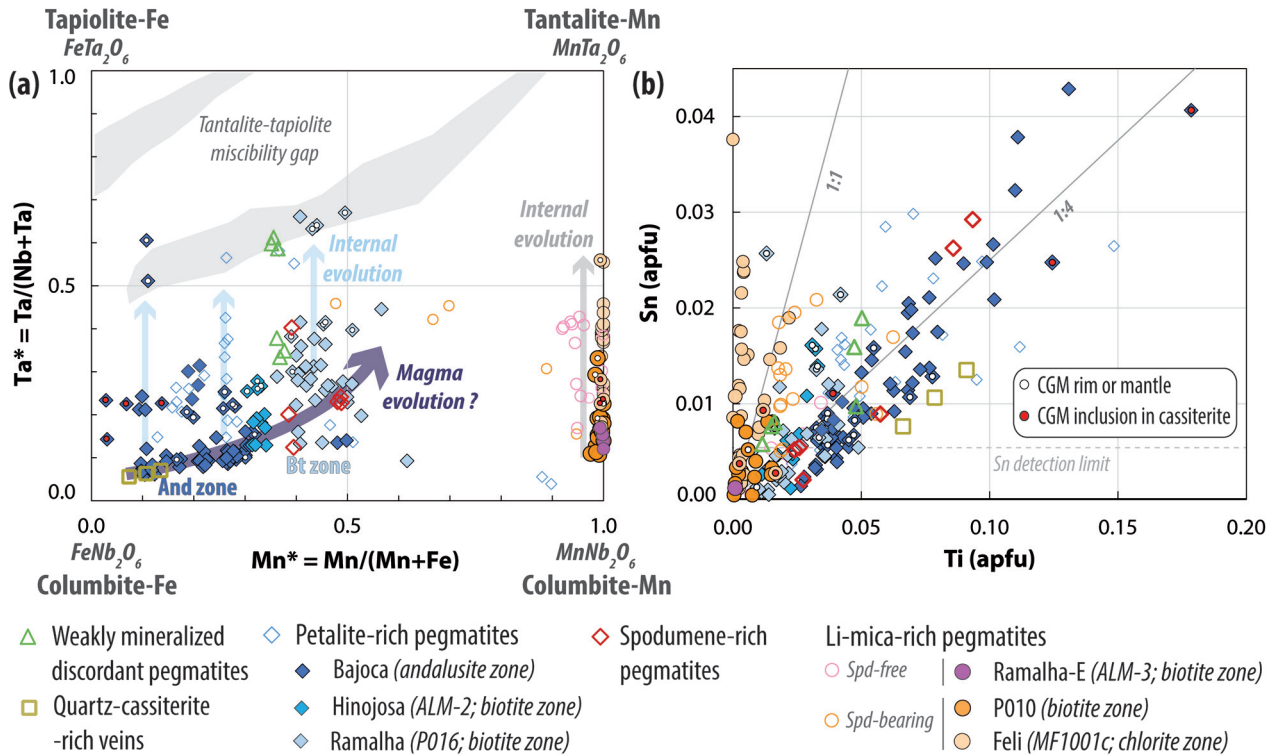 Tapiolite-Fe
FeTa2O6
Tantalite-Mn
MnTa2O6
(a)
1.0
0.5
0.0
Ta* = Ta/(Nb+Ta)
Tantalite-tapiolite
miscibility gap
Internal
evolution
Internal
evolution
Magma
evolution ?
Bt zone
And zone
0.0
0.5
1.0
Mn* = Mn/(Mn+Fe)
FeNb2O6
Columbite-Fe
MnNb2O6
Columbite-Mn
(b)
0.04
0.03
0.02
0.01
0.00
Sn (apfu)
1:1
1:4
CGM rim or mantle
CGM inclusion in cassiterite
Sn detection limit
0.00
0.05
0.10
0.15
0.20
Ti (apfu)
Weakly mineralized
discordant pegmatites
Quartz-cassiterite
-rich veins
Petalite-rich pegmatites
Bajoca (andalusite zone)
Hinojosa (ALM-2; biotite zone)
Ramalha (P016; biotite zone)
Spodumene-rich
pegmatites
Li-mica-rich pegmatites
Spd-free
Spd-bearing
Ramalha-E (ALM-3; biotite zone)
P010 (biotite zone)
Feli (MF1001c; chlorite zone)